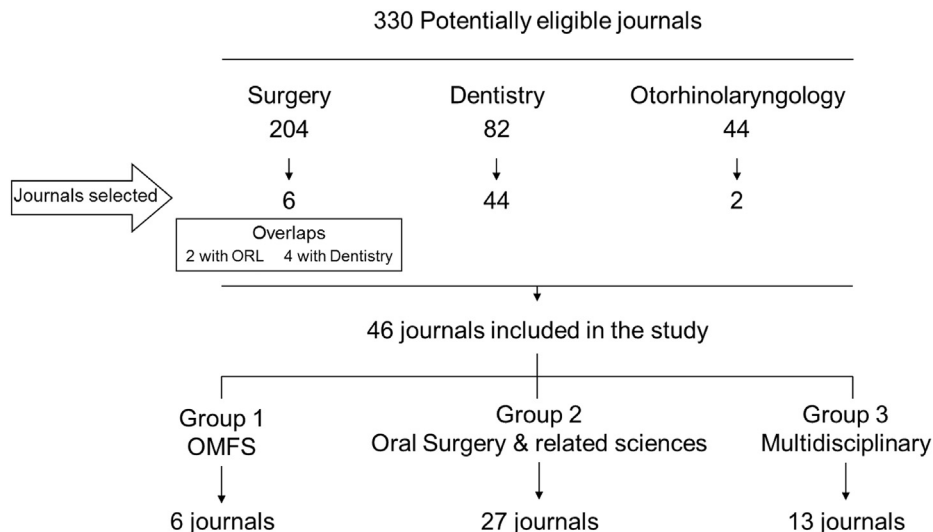 330 Potentially eligible journals
Surgery Dentistry Otorhinolaryngology
204 82 44
Journals selected 6 44 2
Overlaps
2 with ORL 4 with Dentistry
46 journals included in the study
Group 1 Group 2 Group 3
OMFS Oral Surgery & related sciences Multidisciplinary
6 journals 27 journals 13 journals